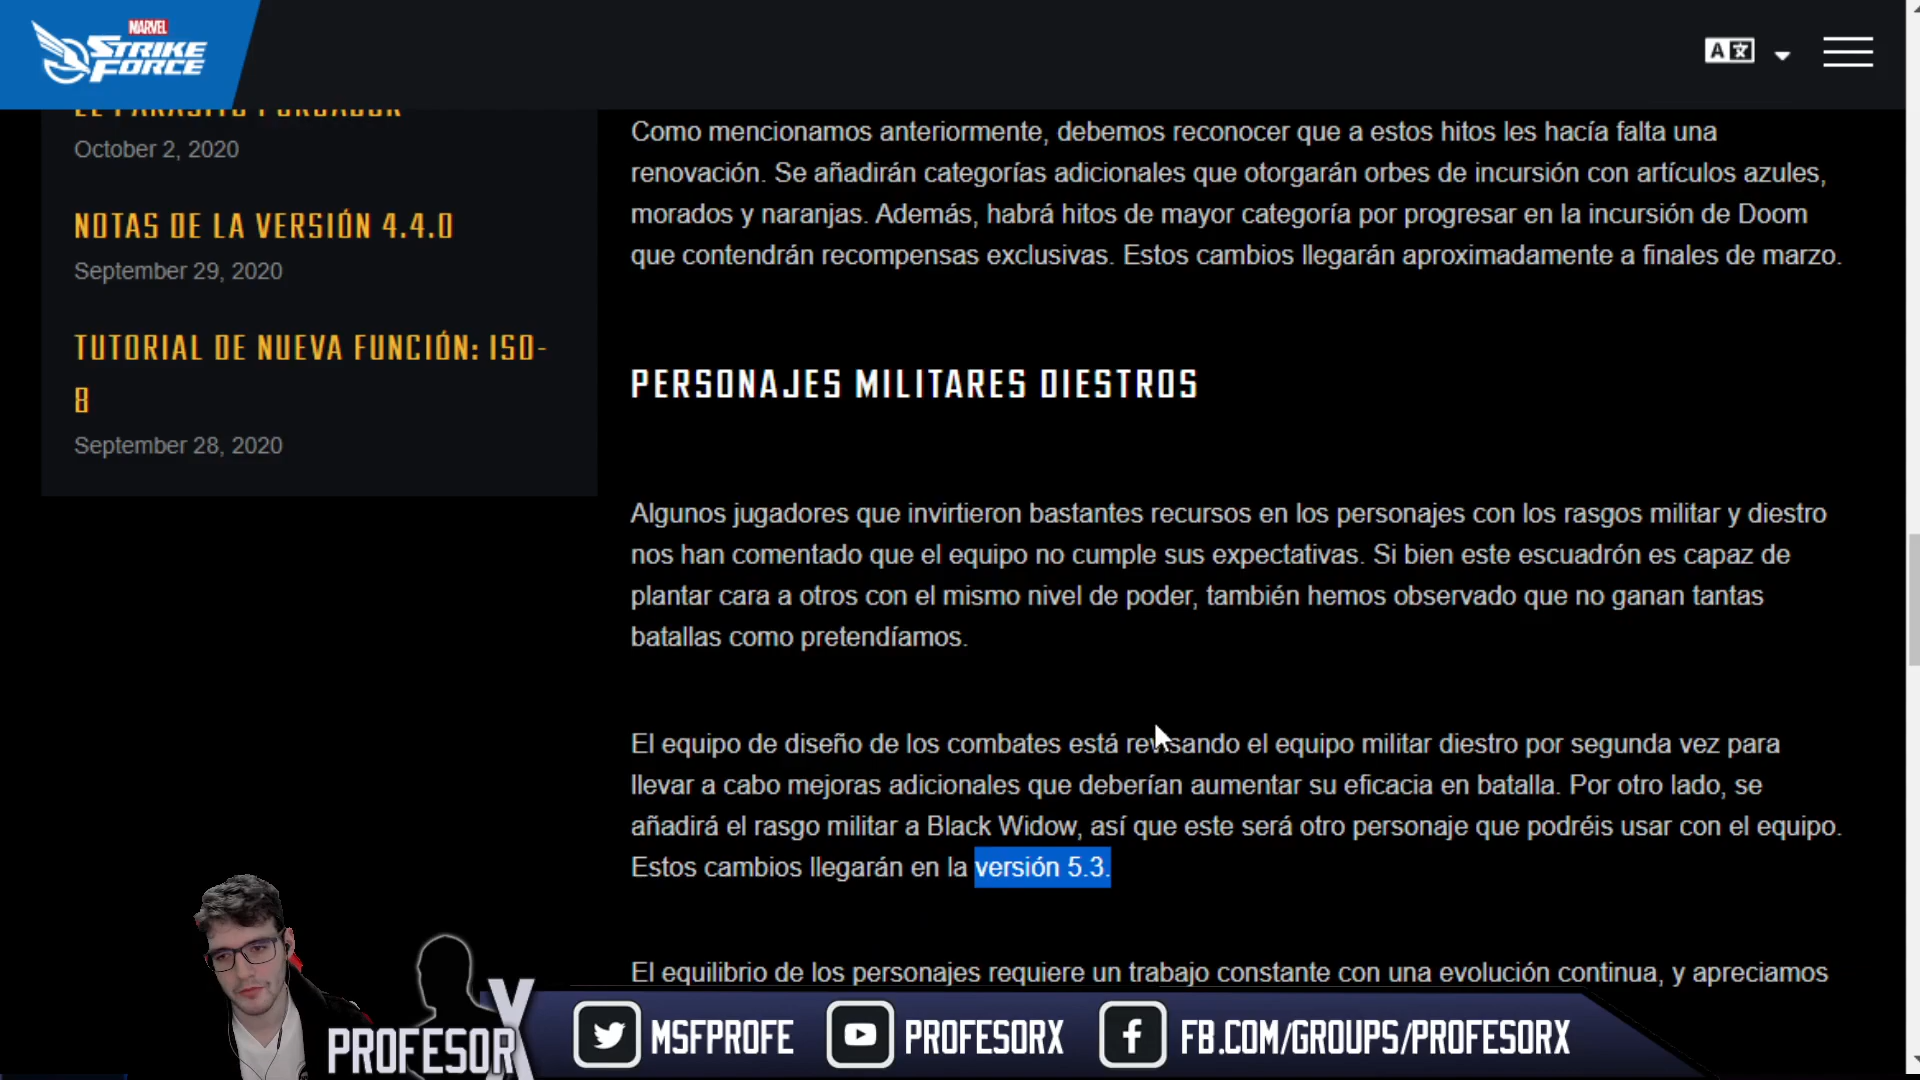 MARVEL
STRIKE
FORCE
EL PARÁSITO PURGADOR
October 2, 2020
NOTAS DE LA VERSIÓN 4.4.0
September 29, 2020
TUTORIAL DE NUEVA FUNCIÓN: ISO-
8
September 28, 2020
Como mencionamos anteriormente, debemos reconocer que a estos hitos les hacía falta una
renovación. Se añadirán categorías adicionales que otorgarán orbes de incursión con artículos azules,
morados y naranjas. Además, habrá hitos de mayor categoría por progresar en la incursión de Doom
que contendrán recompensas exclusivas. Estos cambios llegarán aproximadamente a finales de marzo.
PERSONAJES MILITARES DIESTROS
Algunos jugadores que invirtieron bastantes recursos en los personajes con los rasgos militar y diestro
nos han comentado que el equipo no cumple sus expectativas. Si bien este escuadrón es capaz de
plantar cara a otros con el mismo nivel de poder, también hemos observado que no ganan tantas
batallas como pretendíamos.
El equipo de diseño de los combates está revisando el equipo militar diestro por segunda vez para
llevar a cabo mejoras adicionales que deberían aumentar su eficacia en batalla. Por otro lado, se
añadirá el rasgo militar a Black Widow, así que este será otro personaje que podréis usar con el equipo.
Estos cambios llegarán en la versión 5.3.
El equilibrio de los personajes requiere un trabajo constante con una evolución continua, y apreciamos
PROFESORX
MSFPROFE
PROFESORX
FB.COM/GROUPS/PROFESORX